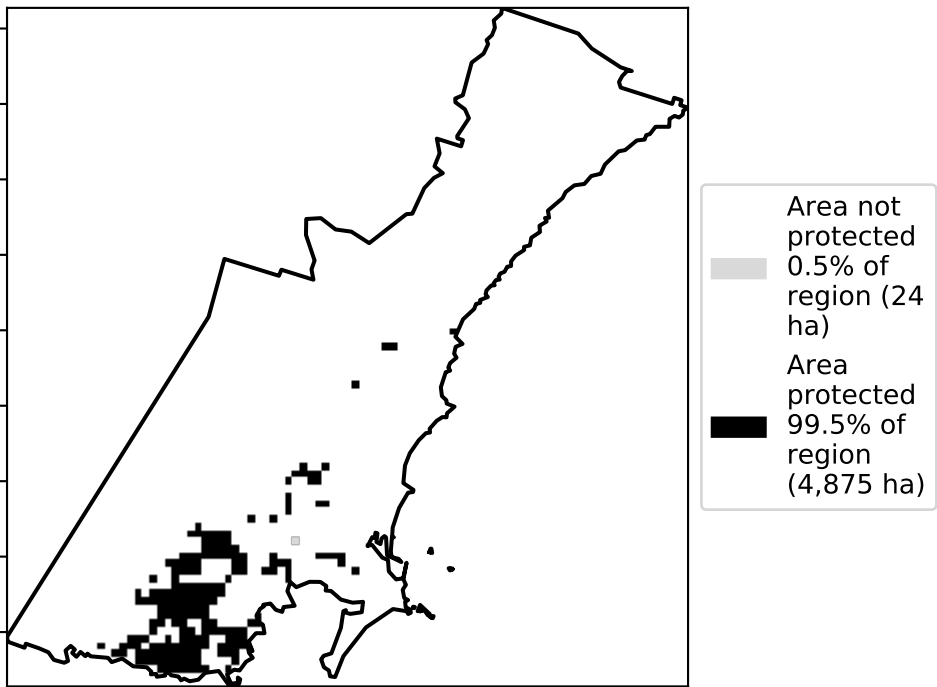 Area not
protected
0.5% of
region (24
ha)
Area
protected
99.5% of
region
(4,875 ha)